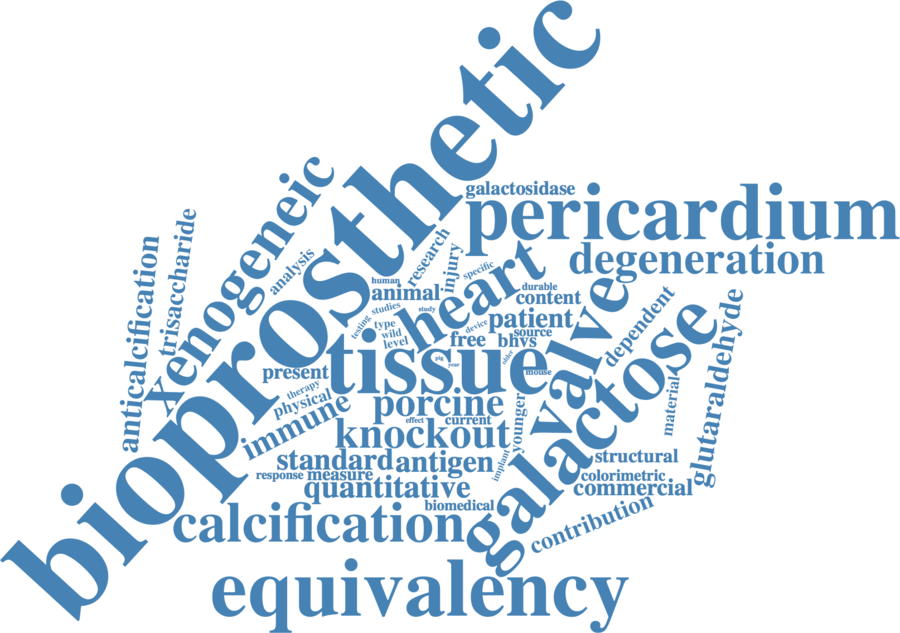 bioprosthetic
galactosidase
pericardium
xenogeneic
trisaccharide
anticalcification
analysis
research
injury
specific
heart
degeneration
human
animal
durable
content
studies
study
testing
type
wild
level
device
patient
source
free
bhvs
valve
dependent
tissue
pig
year
older
mouse
present
therapy
physical
immune
porcine
effect
current
younger
galactose
material
glutaraldehyde
knockout
standard
antigen
implant
structural
response
measure
colorimetric
quantitative
commercial
biomedical
calcification
contribution
equivalency